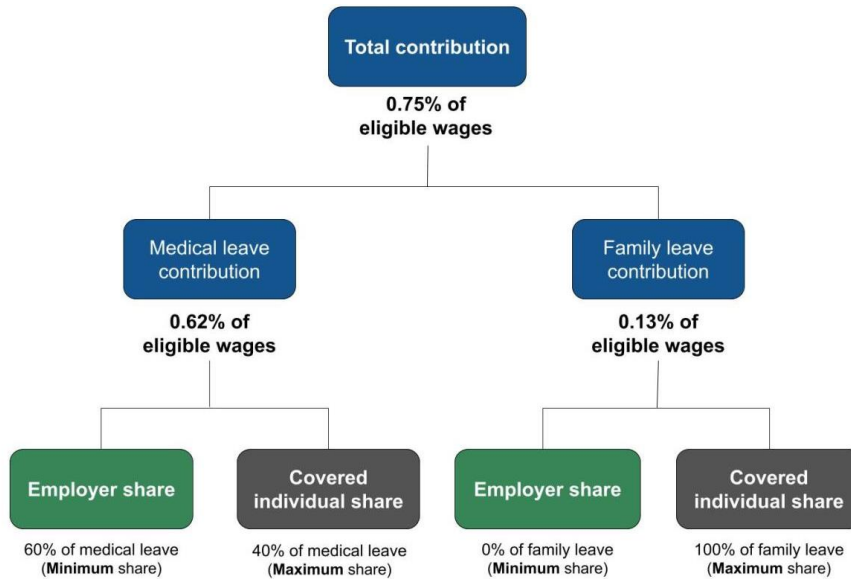 Total contribution
0.75% of
eligible wages
Medical leave
contribution
Family leave
contribution
0.62% of
eligible wages
0.13% of
eligible wages
Employer share
Covered
individual share
Employer share
Covered
individual share
60% of medical leave
(Minimum share)
40% of medical leave
(Maximum share)
0% of family leave
(Minimum share)
100% of family leave
(Maximum share)